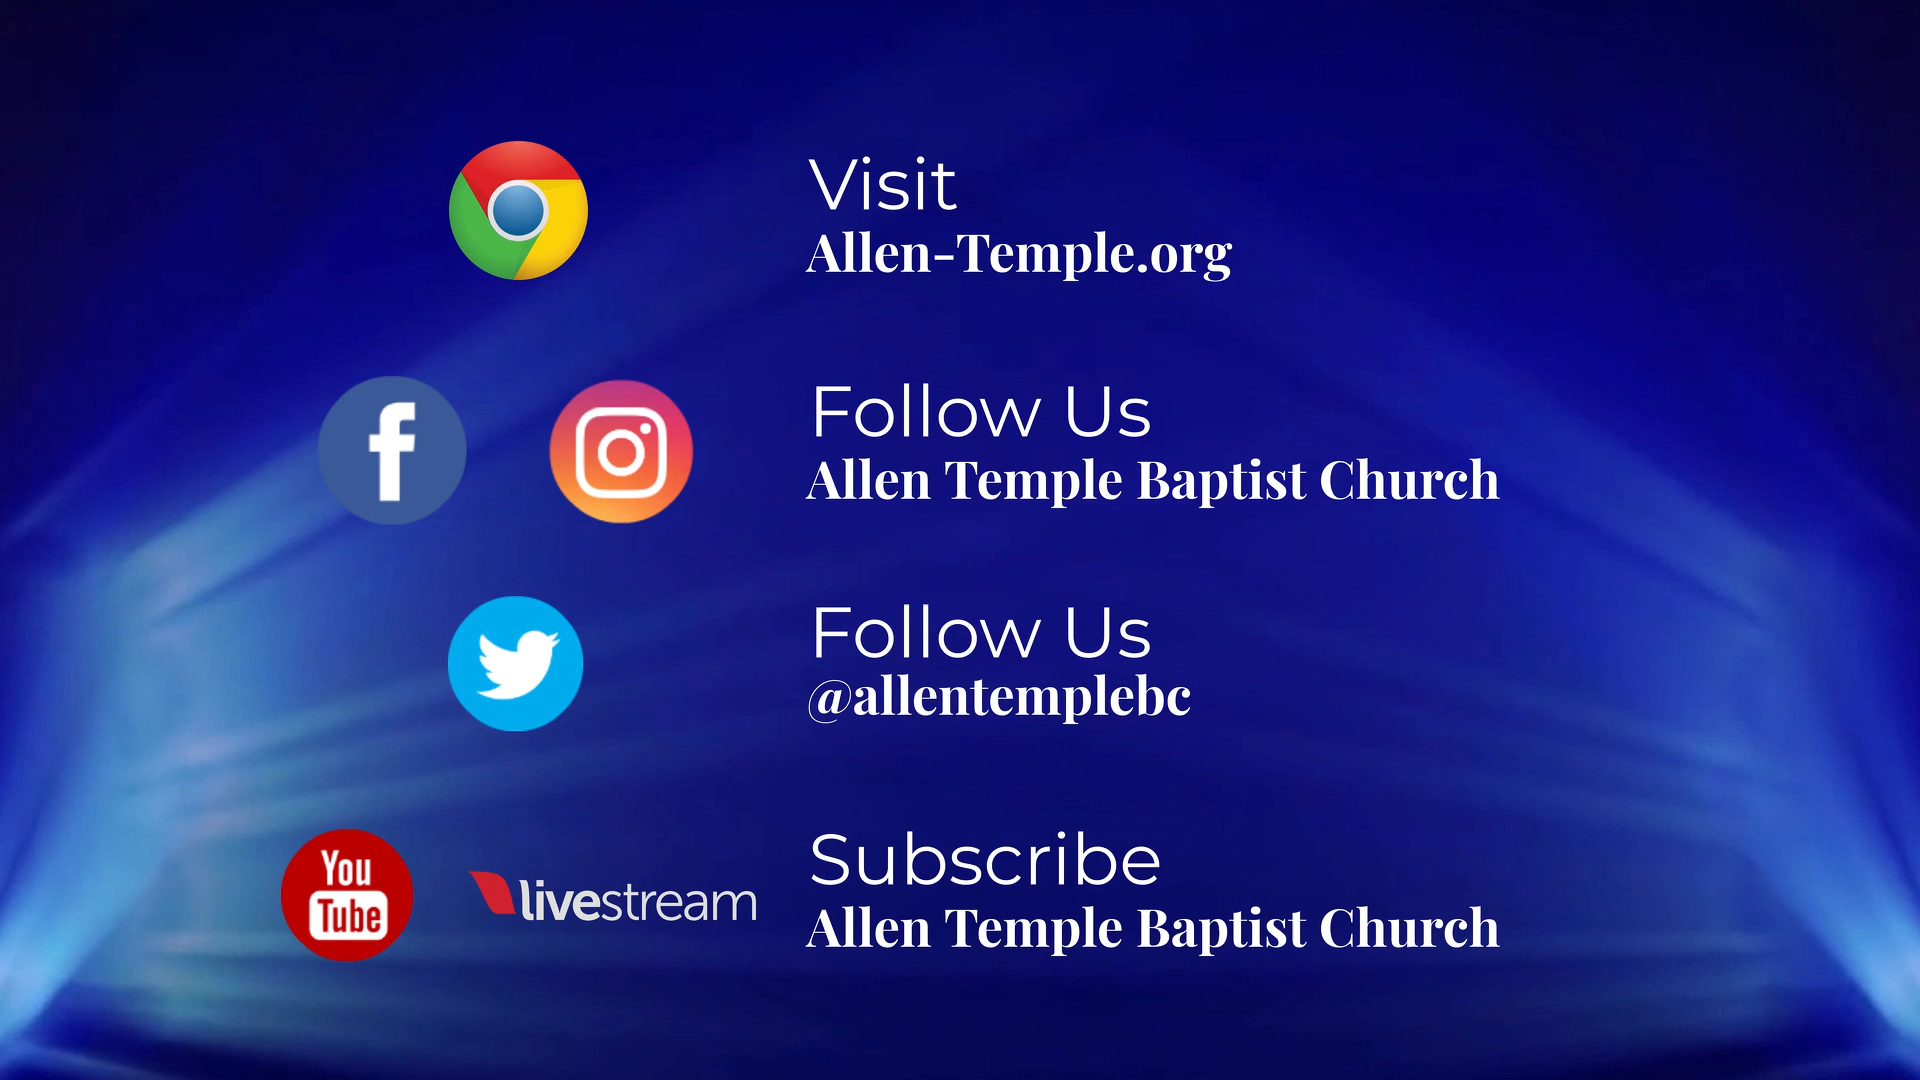 Visit
Allen-Temple.org
f
Follow Us
Allen Temple Baptist Church
Follow Us
@allentemplebc
You
Tube
livestream
Subscribe
Allen Temple Baptist Church